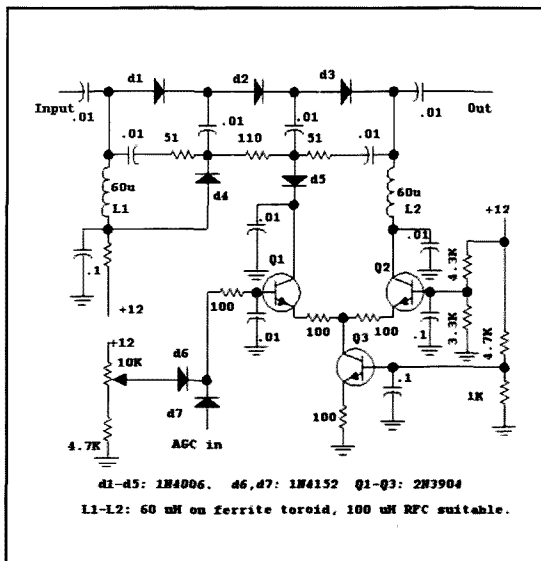 d1 d2 d3
Input Out
.01 .01 .01 .01
.01 51 110 51 .01
60u
L1
d4
d5
60u
L2
.01 .01
+12
.1
Q1 Q2
4.3K
100
.01
100 100
.1
3.3K
4.7K
+12
+12
10K
d6
Q3
.1
1K
d7
100
4.7K
AGC in
d1-d5: 1N4006. d6,d7: 1N4152 Q1-Q3: 2N3904
L1-L2: 60 uH on ferrite toroid, 100 uH RFC suitable.